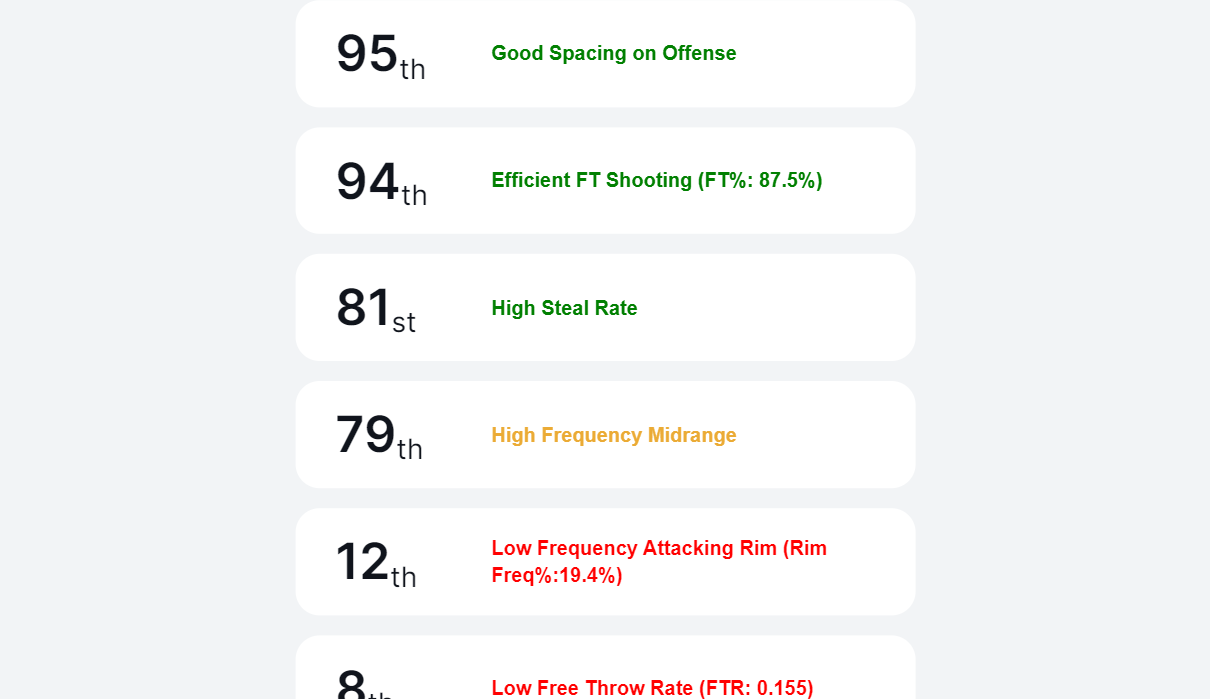 95th Good Spacing on Offense
94th Efficient FT Shooting (FT%: 87.5%)
81st High Steal Rate
79th High Frequency Midrange
12th Low Frequency Attacking Rim (Rim
Freq%:19.4%)
8th Low Free Throw Rate (FTR: 0.155)